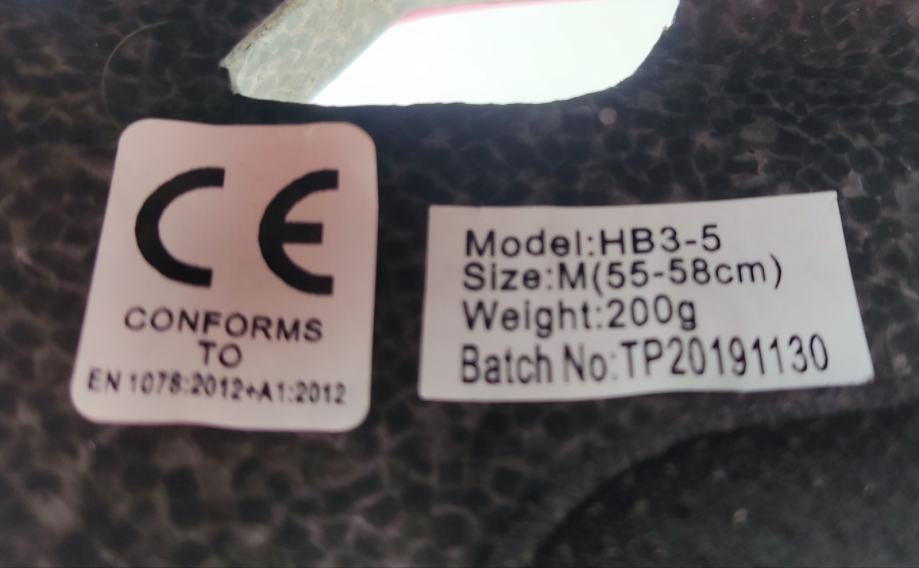 CE
CONFORMS
TO
EN 1078:2012+A1:2012
Model:HB3-5
Size:M(55-58cm)
Weight:200g
Batch No:TP20191130